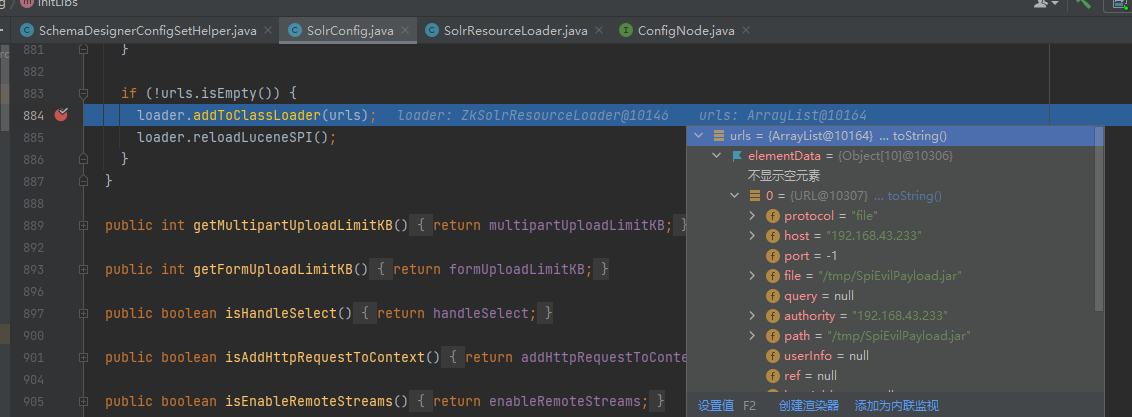 InitLibs
SchemaDesignerConfigSetHelper.java × SolrConfig.java × SolrResourceLoader.java × ConfigNode.java ×
881 }
882
883 if (!urls.isEmpty()) {
884 loader.addToClassLoader(urls); loader: ZkSolrResourceLoader@10146 urls: ArrayList@10164
885 loader.reloadLuceneSPI();
886 }
887 }
888
889 public int getMultipartUploadLimitKB() { return multipartUploadLimitKB; }
892
893 public int getFormUploadLimitKB() { return formUploadLimitKB; }
896
897 public boolean isHandleSelect() { return handleSelect; }
900
901 public boolean isAddHttpRequestToContext() { return addHttpRequestToConte
904
905 public boolean isEnableRemoteStreams() { return enableRemoteStreams; }
urls = {ArrayList@10164} ... toString()
elementData = {Object[10]@10306}
不显示空元素
0 = {URL@10307} ... toString()
protocol = "file"
host = "192.168.43.233"
port = -1
file = "/tmp/SpiEvilPayload.jar"
query = null
authority = "192.168.43.233"
path = "/tmp/SpiEvilPayload.jar"
userInfo = null
ref = null
设置值 F2 创建渲染器 添加为内联监视